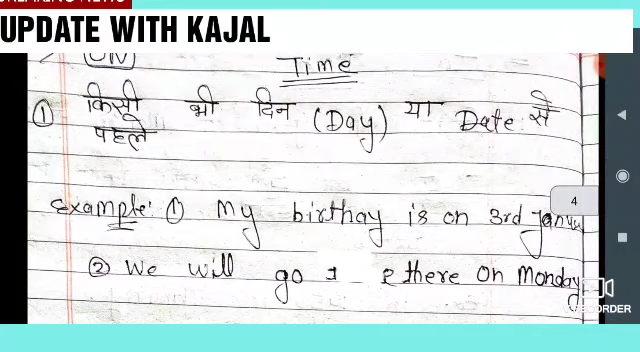 UPDATE WITH KAJAL
ON
Time
① किसी भी दिन (Day) या Date से
पहले
4
Example: ① My birthay is on 3rd
② We will go there on Monday
RECORDER